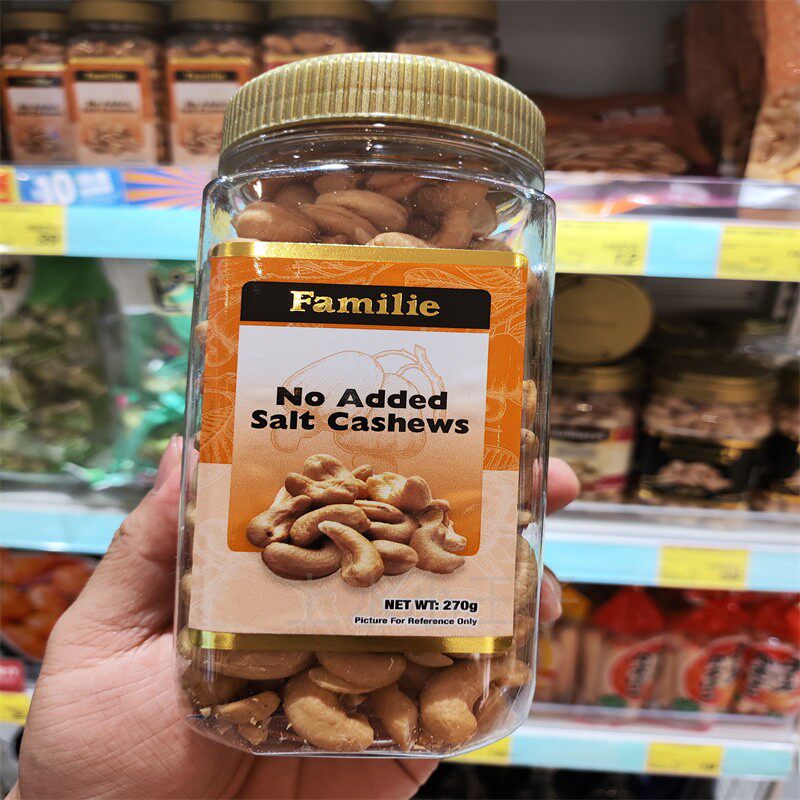 Familie
No Added
Salt Cashews
NET WT: 270g
Picture For Reference Only